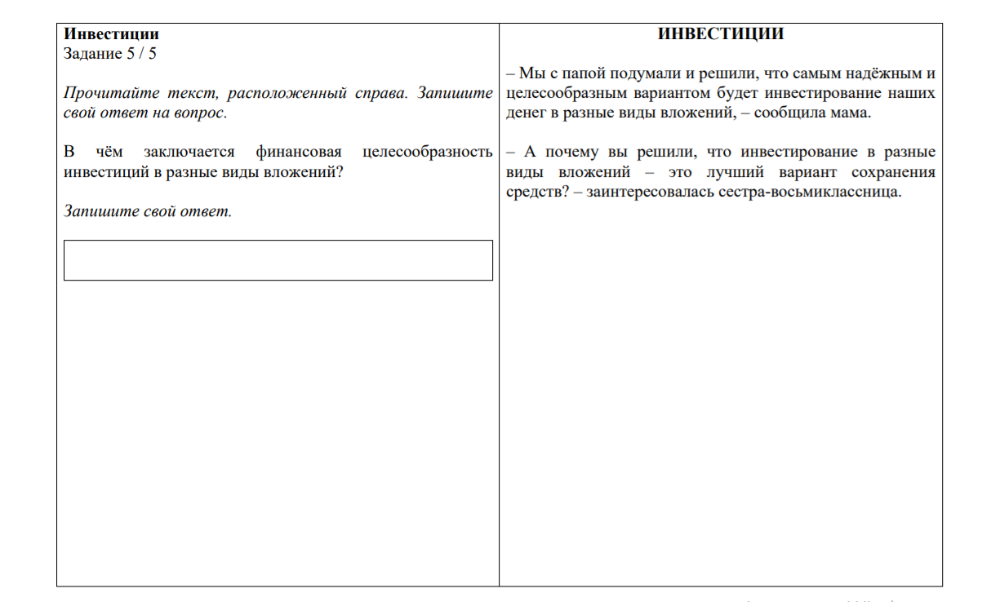 Инвестиции
Задание 5 / 5
Прочитайте текст, расположенный справа. Запишите
свой ответ на вопрос.
В чём заключается финансовая целесообразность
инвестиций в разные виды вложений?
Запишите свой ответ.
ИНВЕСТИЦИИ
– Мы с папой подумали и решили, что самым надёжным и
целесообразным вариантом будет инвестирование наших
денег в разные виды вложений, – сообщила мама.
– А почему вы решили, что инвестирование в разные
виды вложений – это лучший вариант сохранения
средств? – заинтересовалась сестра-восьмиклассница.